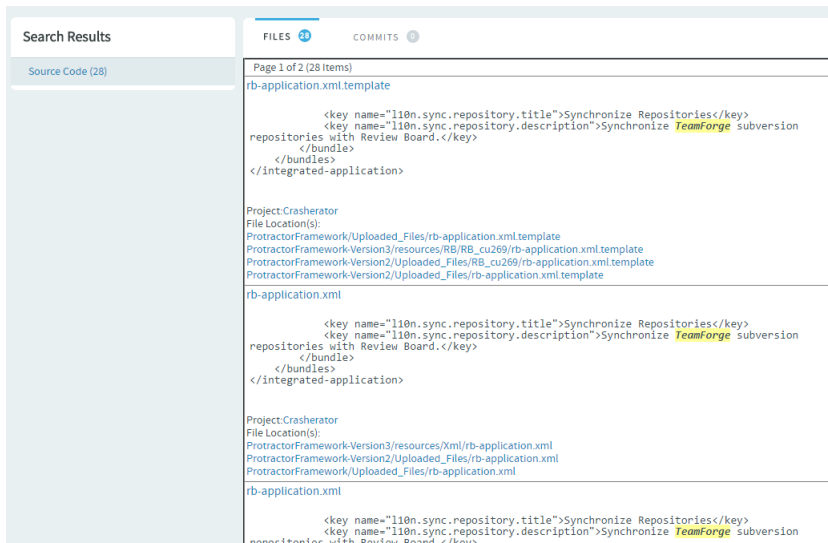 Search Results
Source Code (28)
FILES 28 COMMITS 0
Page 1 of 2 (28 Items)
rb-application.xml.template
<key name="l10n.sync.repository.title">Synchronize Repositories</key>
<key name="l10n.sync.repository.description">Synchronize TeamForge subversion
repositories with Review Board.</key>
</bundle>
</bundles>
</integrated-application>
Project:Crasherator
File Location(s):
ProtractorFramework/Uploaded_Files/rb-application.xml.template
ProtractorFramework-Version3/resources/RB/RB_cu269/rb-application.xml.template
ProtractorFramework-Version2/Uploaded_Files/RB_cu269/rb-application.xml.template
ProtractorFramework-Version2/Uploaded_Files/rb-application.xml.template
rb-application.xml
<key name="l10n.sync.repository.title">Synchronize Repositories</key>
<key name="l10n.sync.repository.description">Synchronize TeamForge subversion
repositories with Review Board.</key>
</bundle>
</bundles>
</integrated-application>
Project:Crasherator
File Location(s):
ProtractorFramework-Version3/resources/Xml/rb-application.xml
ProtractorFramework-Version2/Uploaded_Files/rb-application.xml
ProtractorFramework/Uploaded_Files/rb-application.xml
rb-application.xml
<key name="l10n.sync.repository.title">Synchronize Repositories</key>
<key name="l10n.sync.repository.description">Synchronize TeamForge subversion
repositories with Review Board.</key>